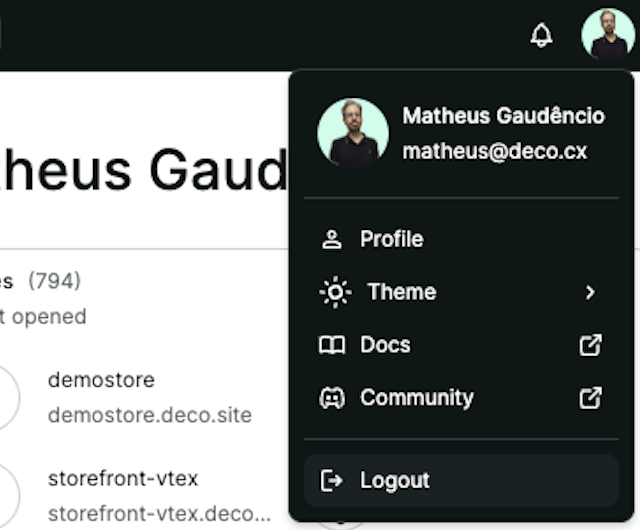 Matheus Gaudêncio
matheus@deco.cx
heus Gaud
Profile
Theme
Docs
Community
Logout
es (794)
t opened
demostore
demostore.deco.site
storefront-vtex
storefront-vtex.deco...